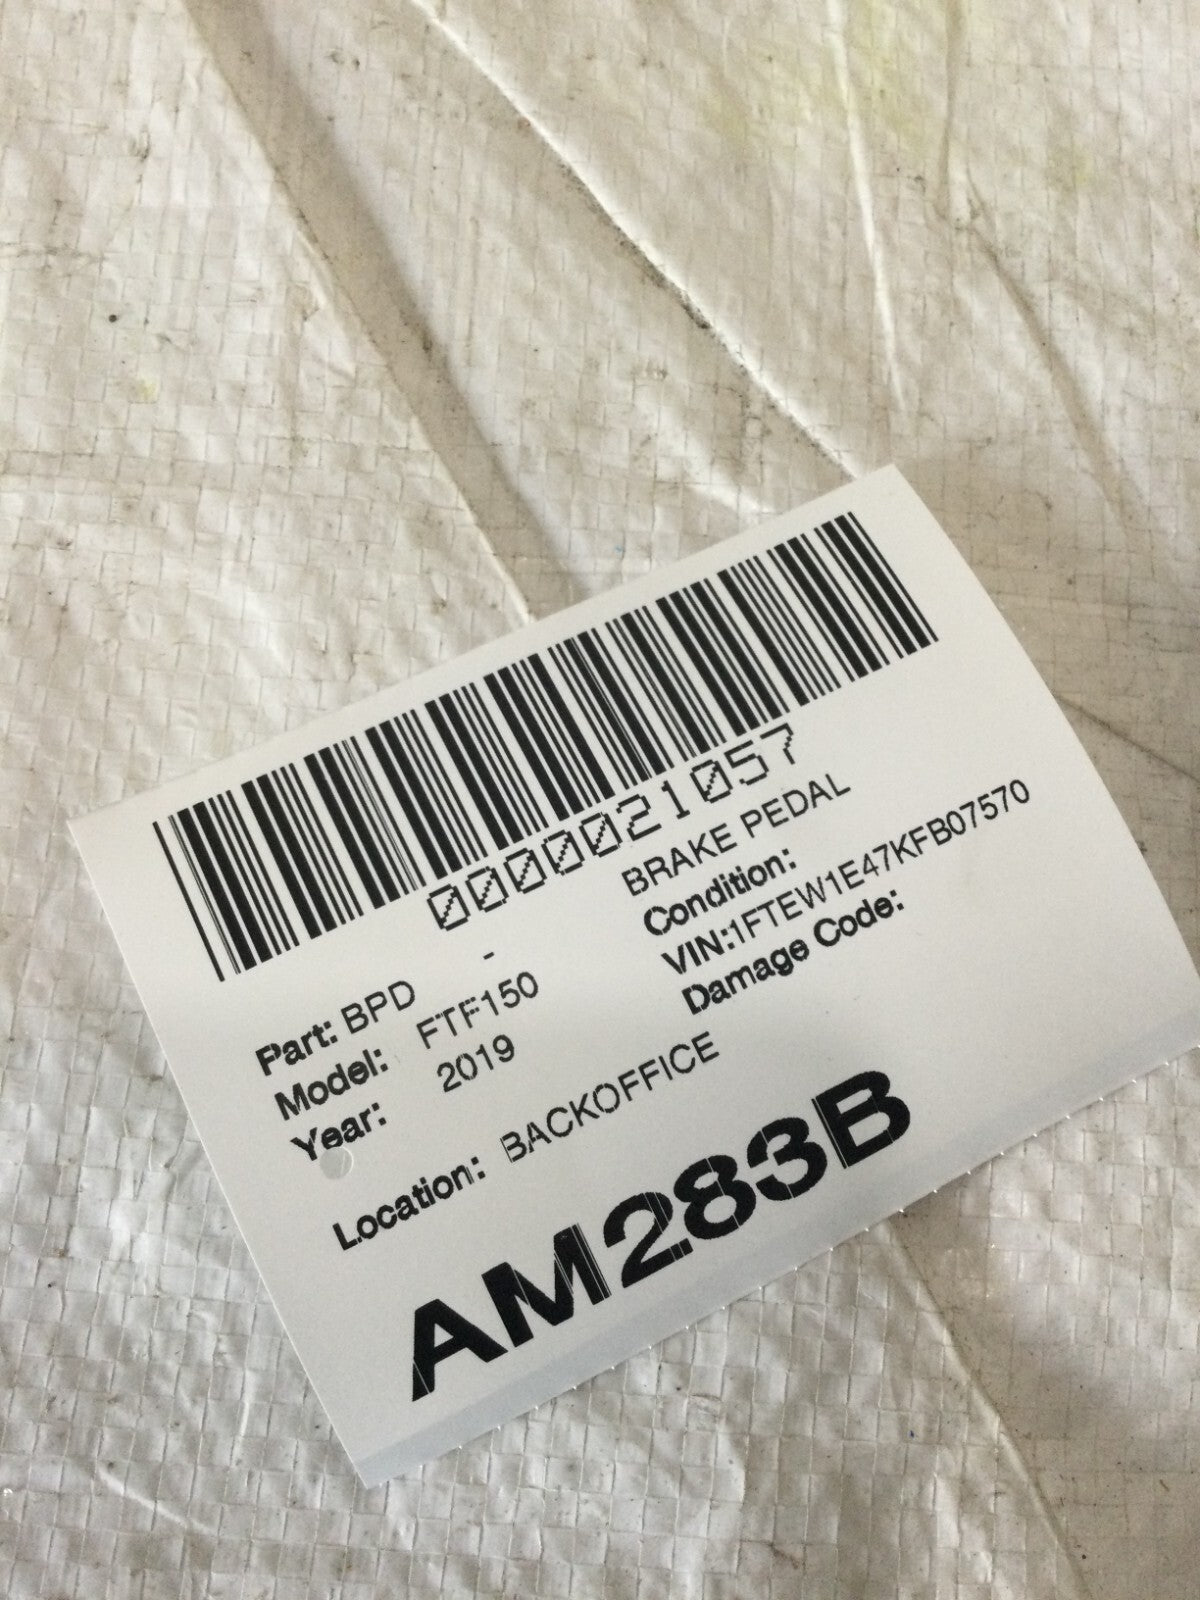 0000021057
Part: BPD - BRAKE PEDAL
Model: FTF150 Condition:
Year: 2019 VIN:1FTEW1E47KFB07570
Damage Code:
Location: BACKOFFICE
AM283B